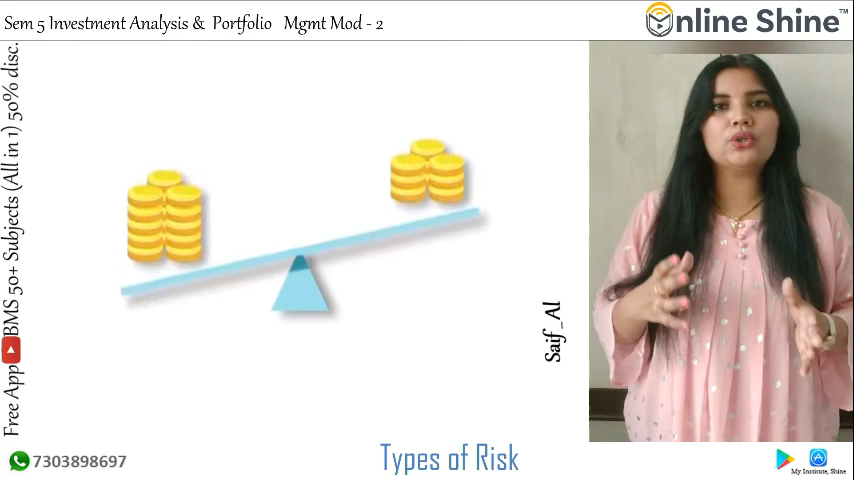 Sem 5 Investment Analysis & Portfolio Mgmt Mod - 2
Online Shine™
Free App BMS 50+ Subjects (All in 1) 50% disc.
Saif_Al
7303898697
Types of Risk
My Institute, Shine